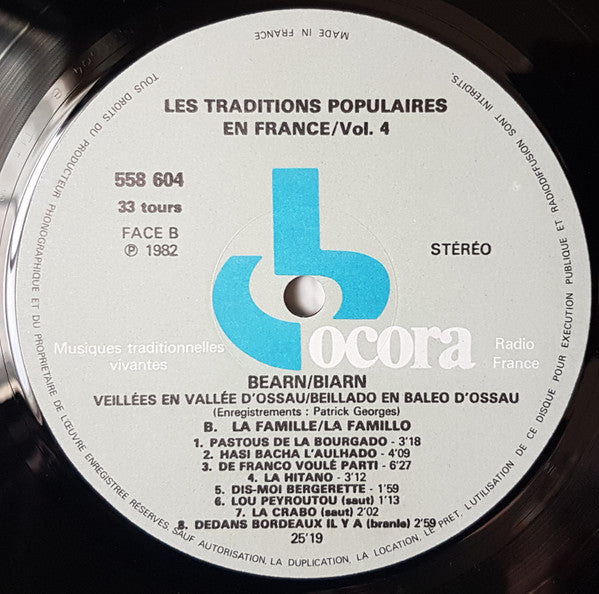 MADE IN FRANCE
TOUS DROITS DU PRODUCTEUR PHONOGRAPHIQUE ET DU PROPRIETAIRE DE L'ŒUVRE ENREGISTREE RESERVES. SAUF AUTORISATION, LA DUPLICATION, LA LOCATION, LE PRET, L'UTILISATION DE CE DISQUE POUR EXECUTION PUBLIQUE ET RADIODIFFUSION SONT INTERDITS.
LES TRADITIONS POPULAIRES
EN FRANCE/Vol. 4
558 604
33 tours
FACE B
℗ 1982
STÉRÉO
Musiques traditionnelles
vivantes
ocora
Radio
France
BEARN/BIARN
VEILLÉES EN VALLÉE D'OSSAU/BEILLADO EN BALEO D'OSSAU
(Enregistrements : Patrick Georges)
B. LA FAMILLE/LA FAMILLO
1. PASTOUS DE LA BOURGADO - 3'18
2. HASI BACHA L'AULHADO - 4'09
3. DE FRANCO VOULÉ PARTI - 6'27
4. LA HITANO - 3'12
5. DIS-MOI BERGERETTE - 1'59
6. LOU PEYROUTOU (saut) 1'13
7. LA CRABO (saut) 2'02
8. DEDANS BORDEAUX IL Y A (branle) 2'59
25'19